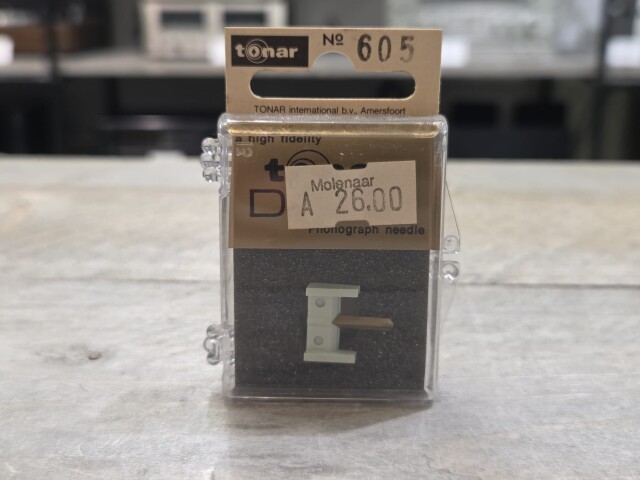 tonar
No 605
TONAR international b.v., Amersfoort
a high fidelity
Molenaar
A 26.00
Phonograph needle